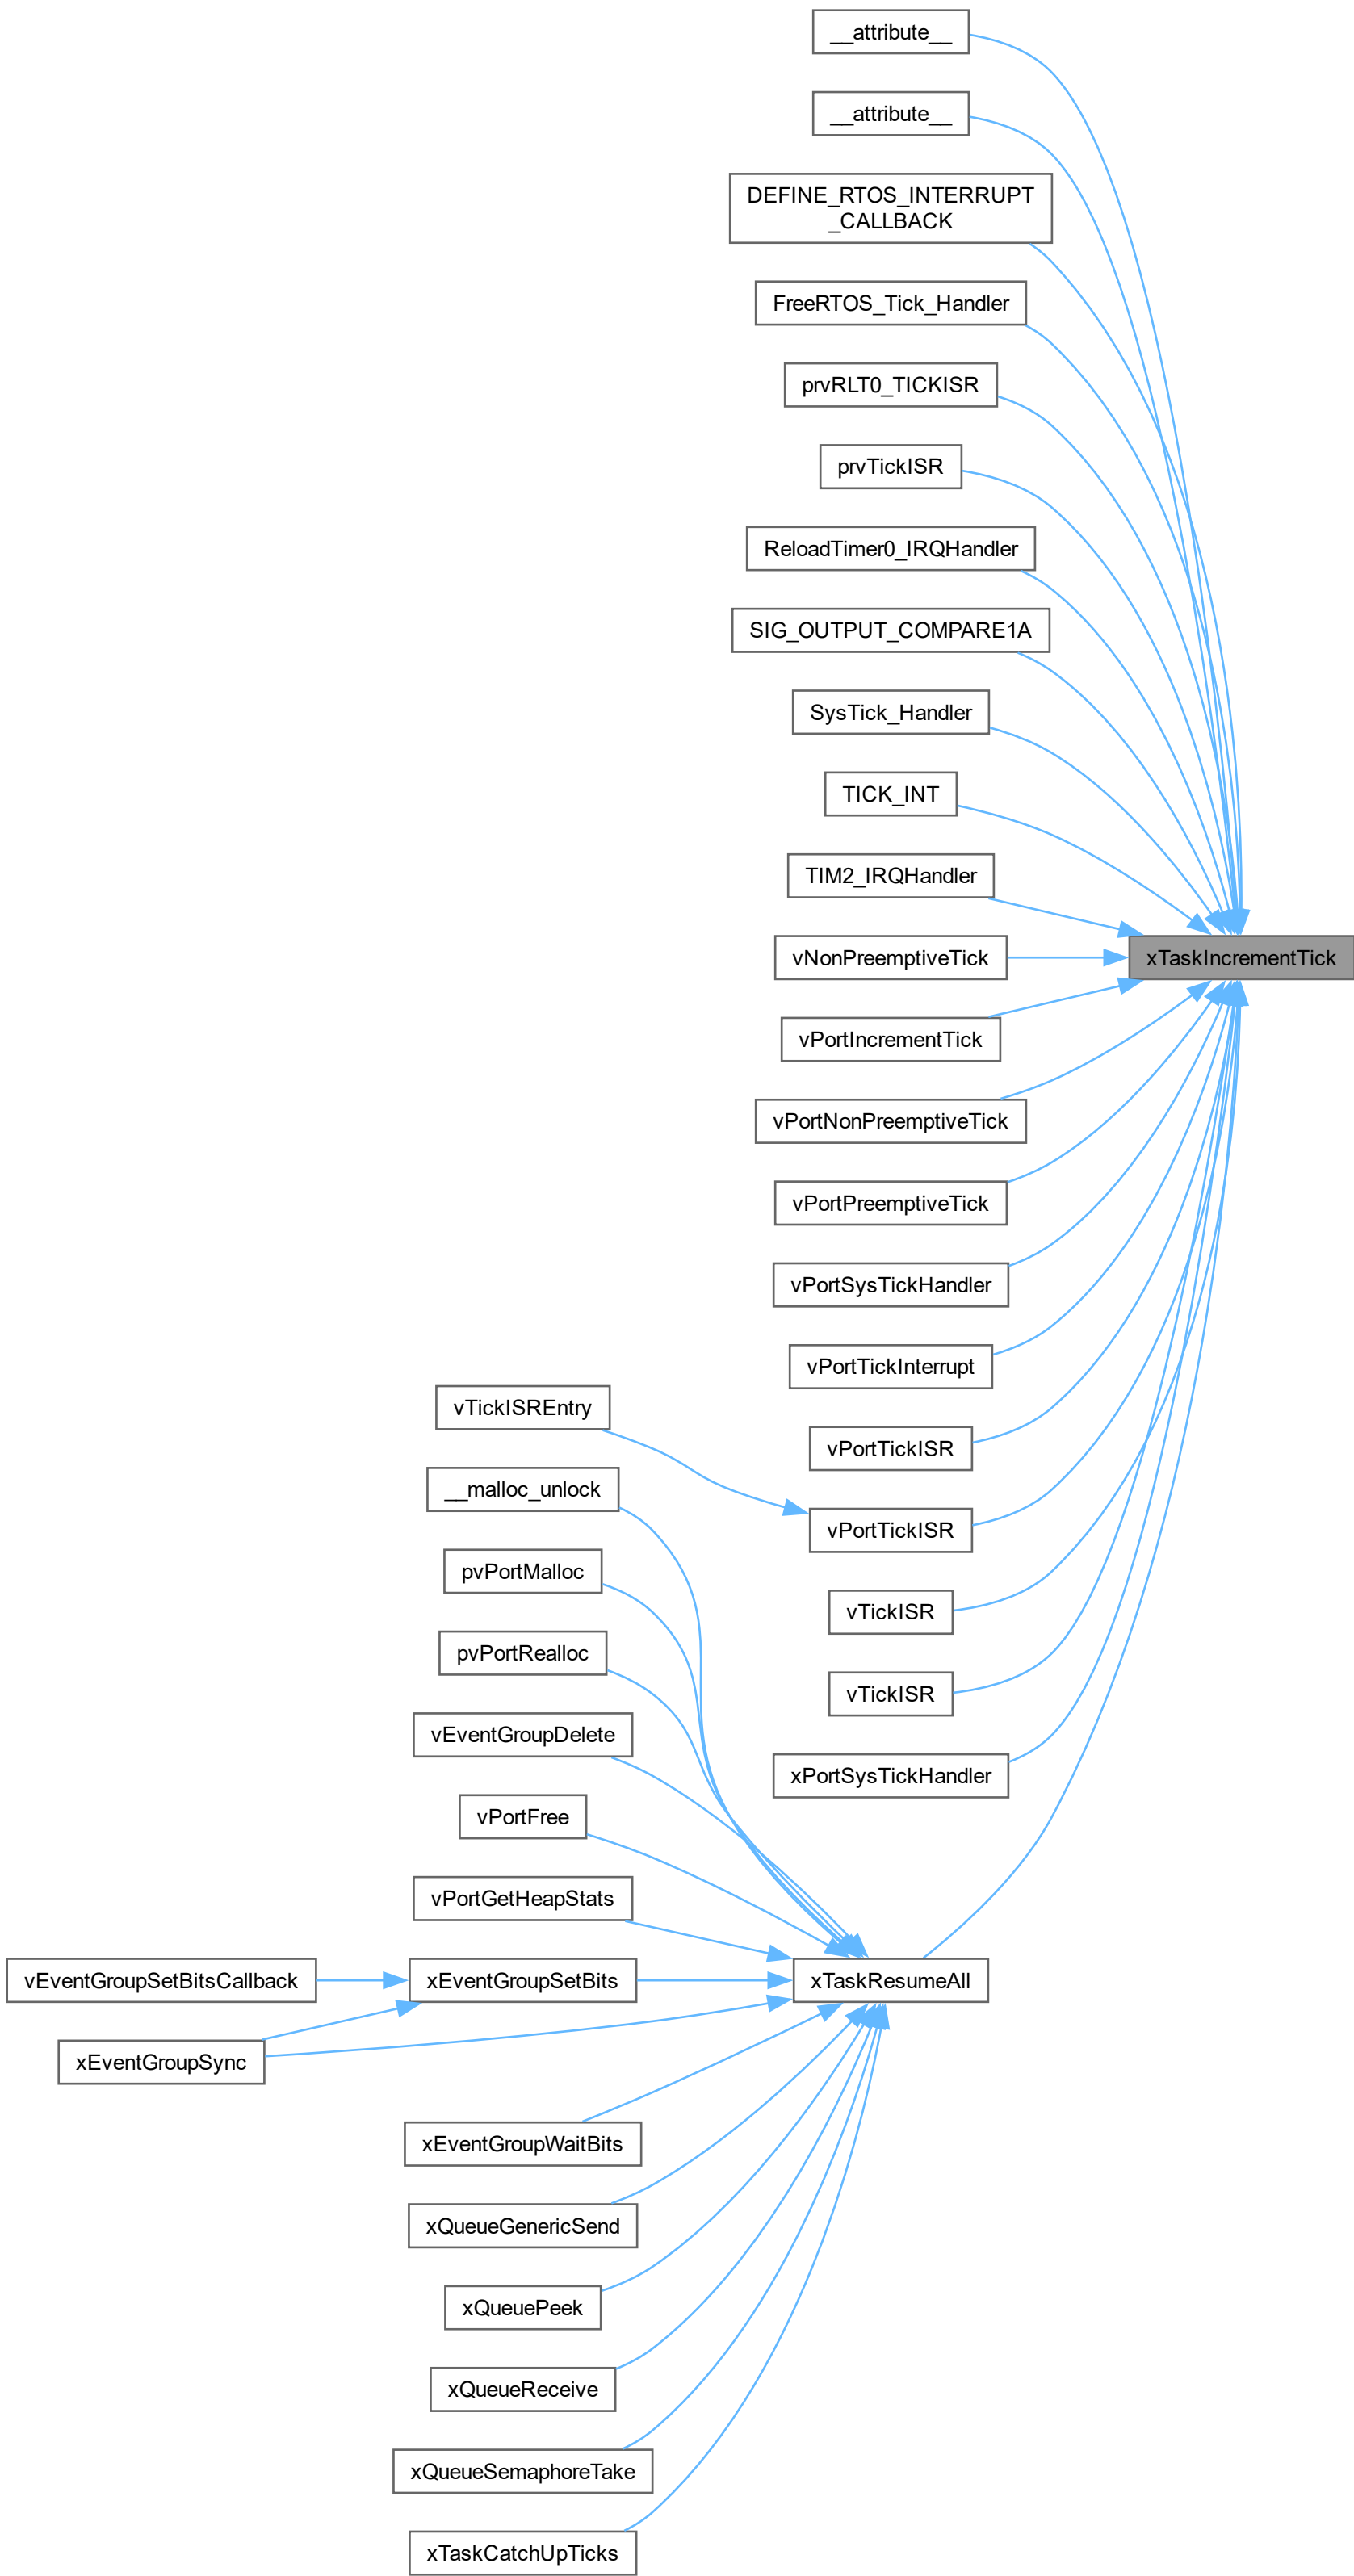 __attribute__
__attribute__
DEFINE_RTOS_INTERRUPT
_CALLBACK
FreeRTOS_Tick_Handler
prvRLT0_TICKISR
prvTickISR
ReloadTimer0_IRQHandler
SIG_OUTPUT_COMPARE1A
SysTick_Handler
TICK_INT
TIM2_IRQHandler
vNonPreemptiveTick
xTaskIncrementTick
vPortIncrementTick
vPortNonPreemptiveTick
vPortPreemptiveTick
vPortSysTickHandler
vPortTickInterrupt
vTickISREntry
vPortTickISR
__malloc_unlock
vPortTickISR
pvPortMalloc
vTickISR
pvPortRealloc
vTickISR
vEventGroupDelete
xPortSysTickHandler
vPortFree
vPortGetHeapStats
vEventGroupSetBitsCallback
xEventGroupSetBits
xTaskResumeAll
xEventGroupSync
xEventGroupWaitBits
xQueueGenericSend
xQueuePeek
xQueueReceive
xQueueSemaphoreTake
xTaskCatchUpTicks